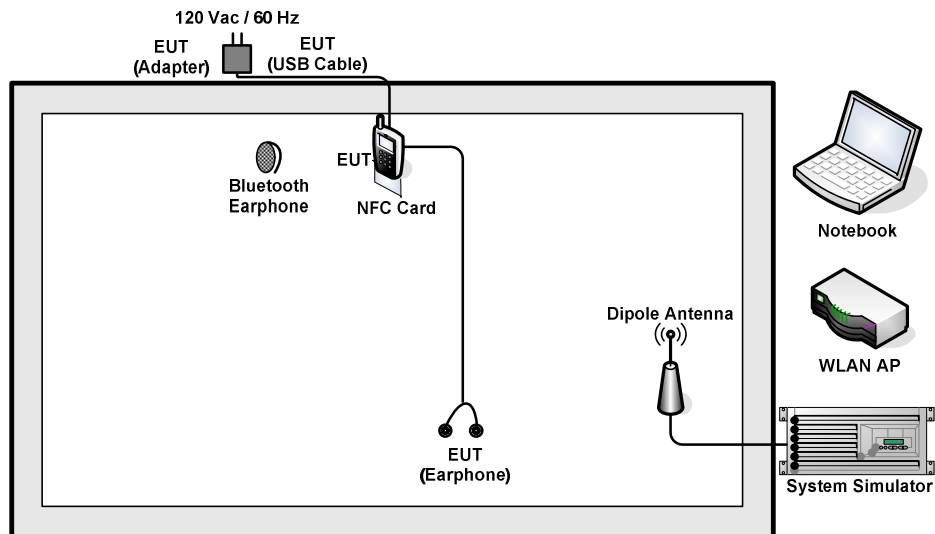 120 Vac / 60 Hz
EUT
(Adapter)
EUT
(USB Cable)
EUT
Bluetooth
Earphone
NFC Card
Notebook
Dipole Antenna
WLAN AP
EUT
(Earphone)
System Simulator